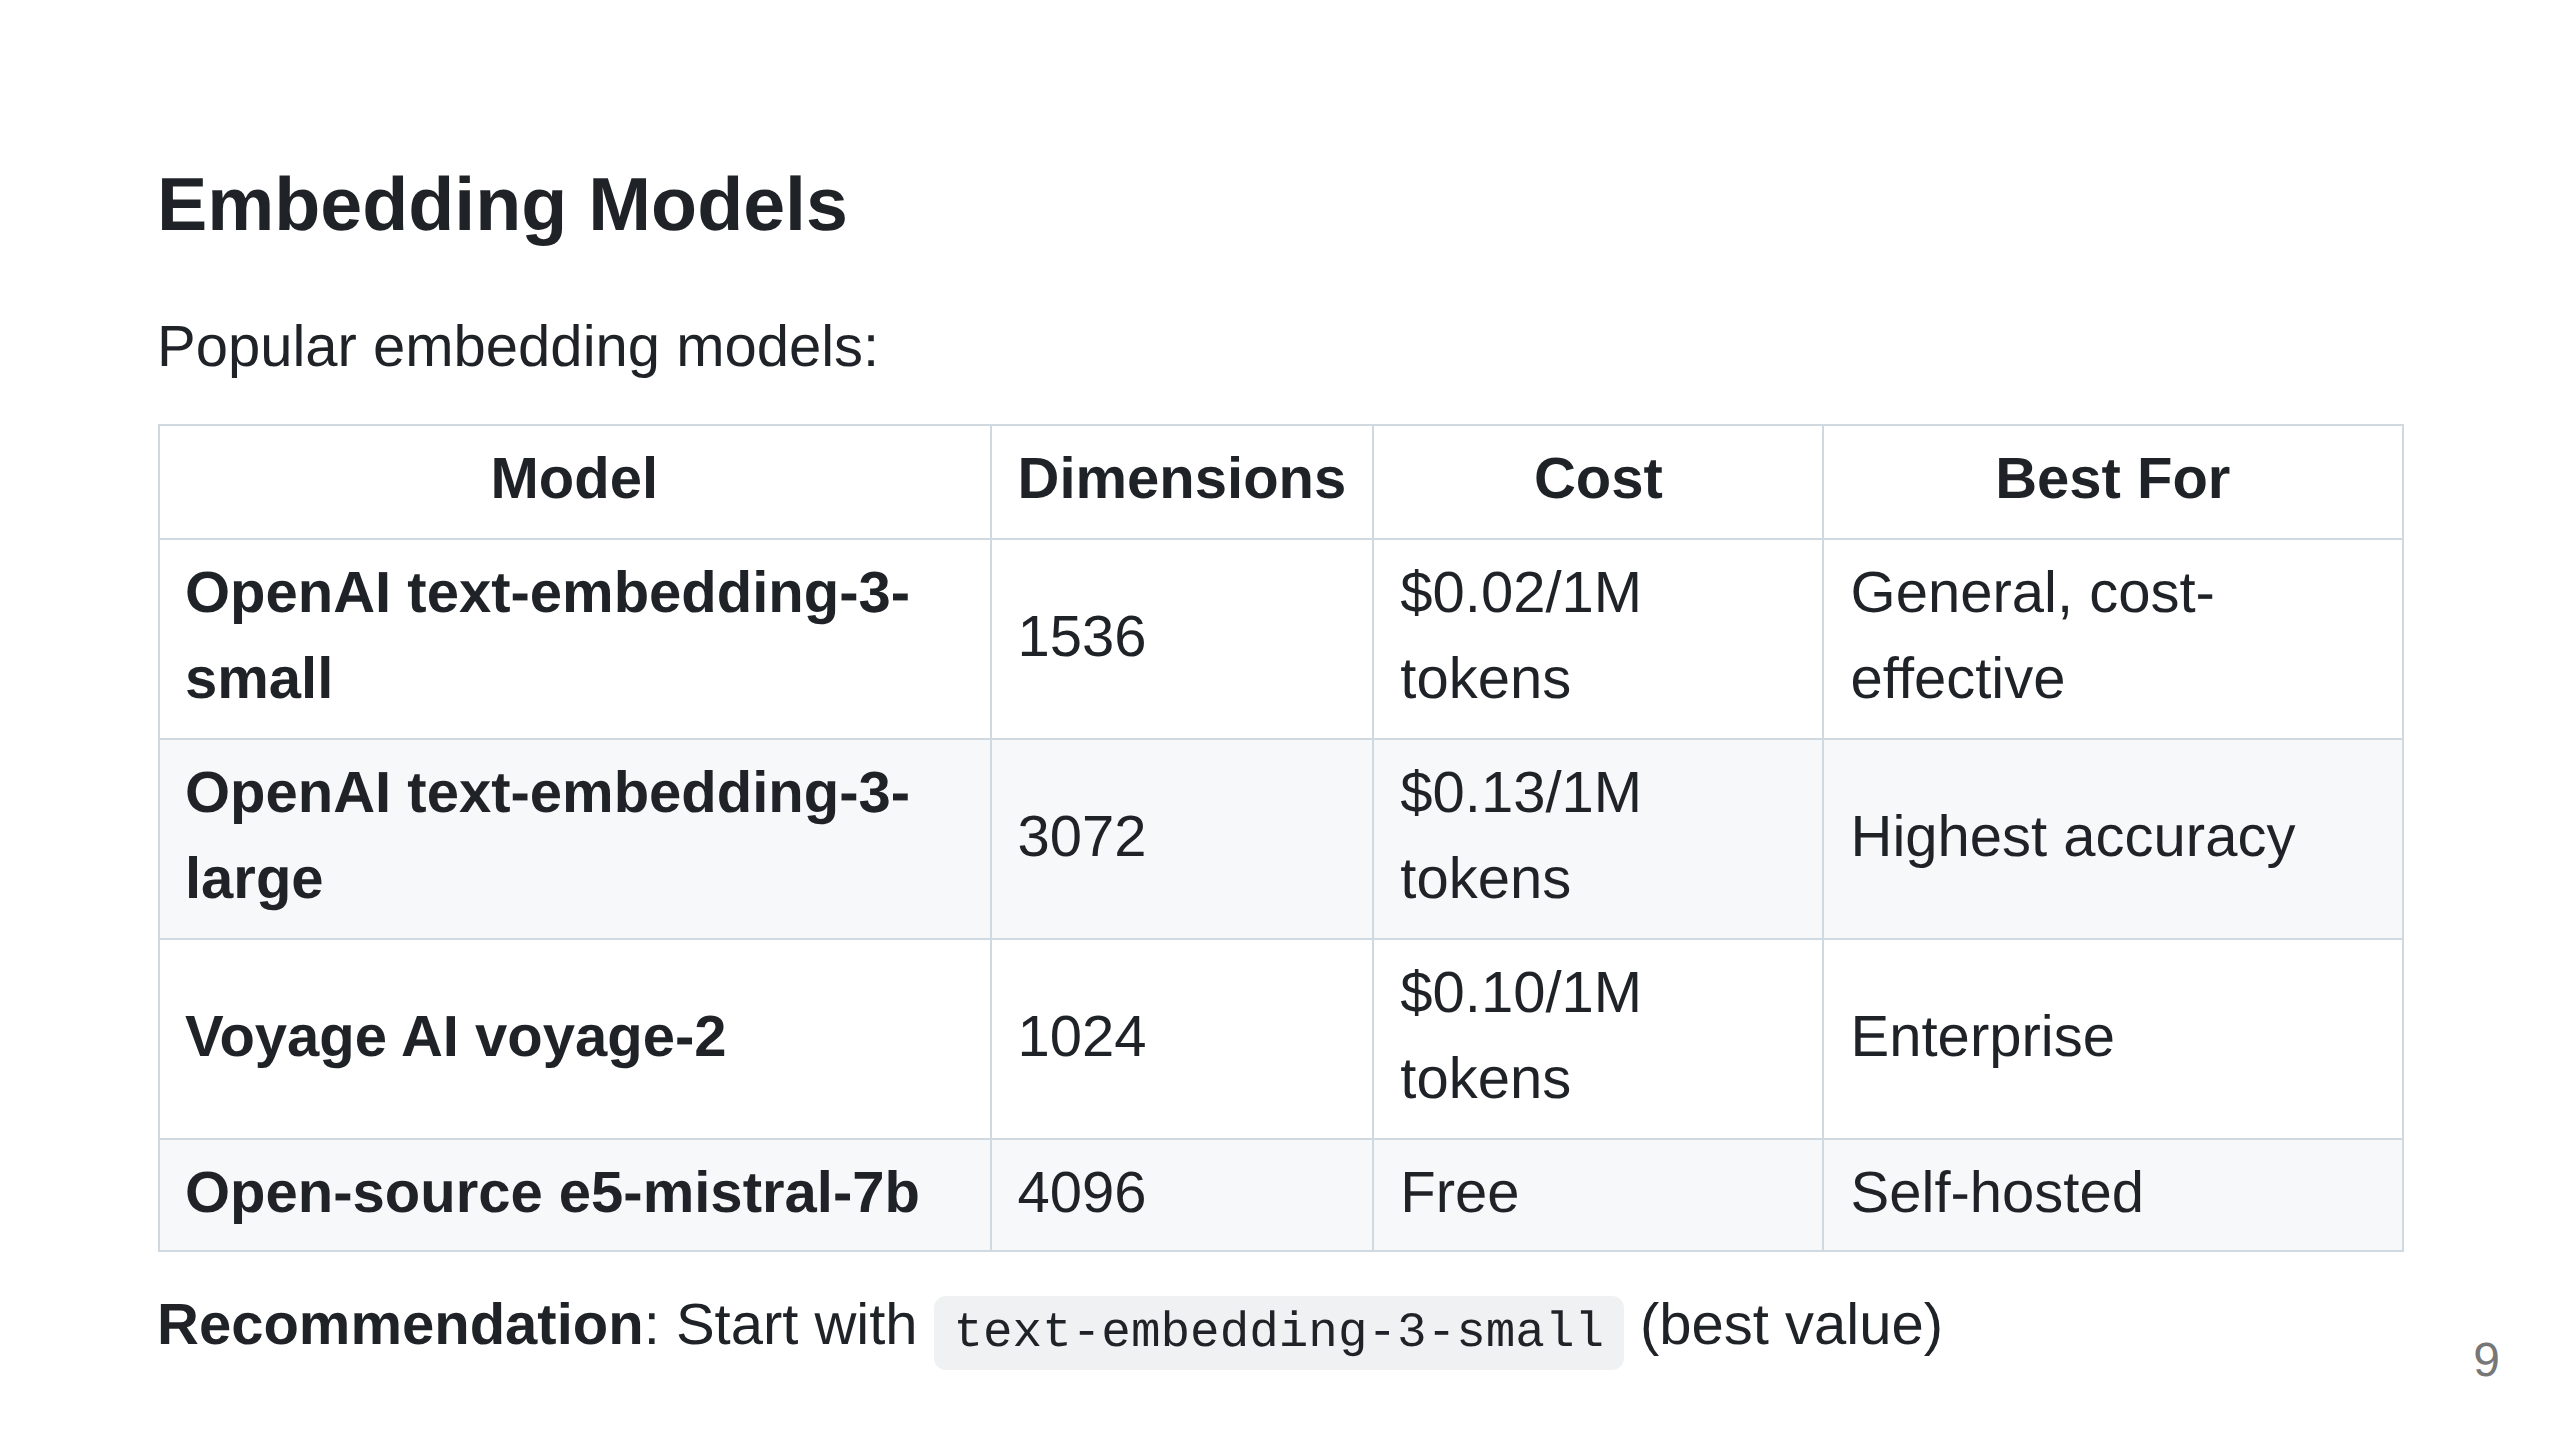 Embedding Models
Popular embedding models:
Model Dimensions Cost Best For
OpenAI text-embedding-3-
small
1536
$0.02/1M
tokens
General, cost-
effective
OpenAI text-embedding-3-
large
3072
$0.13/1M
tokens
Highest accuracy
Voyage AI voyage-2
1024
$0.10/1M
tokens
Enterprise
Open-source e5-mistral-7b 4096 Free Self-hosted
Recommendation: Start with text-embedding-3-small (best value)
9